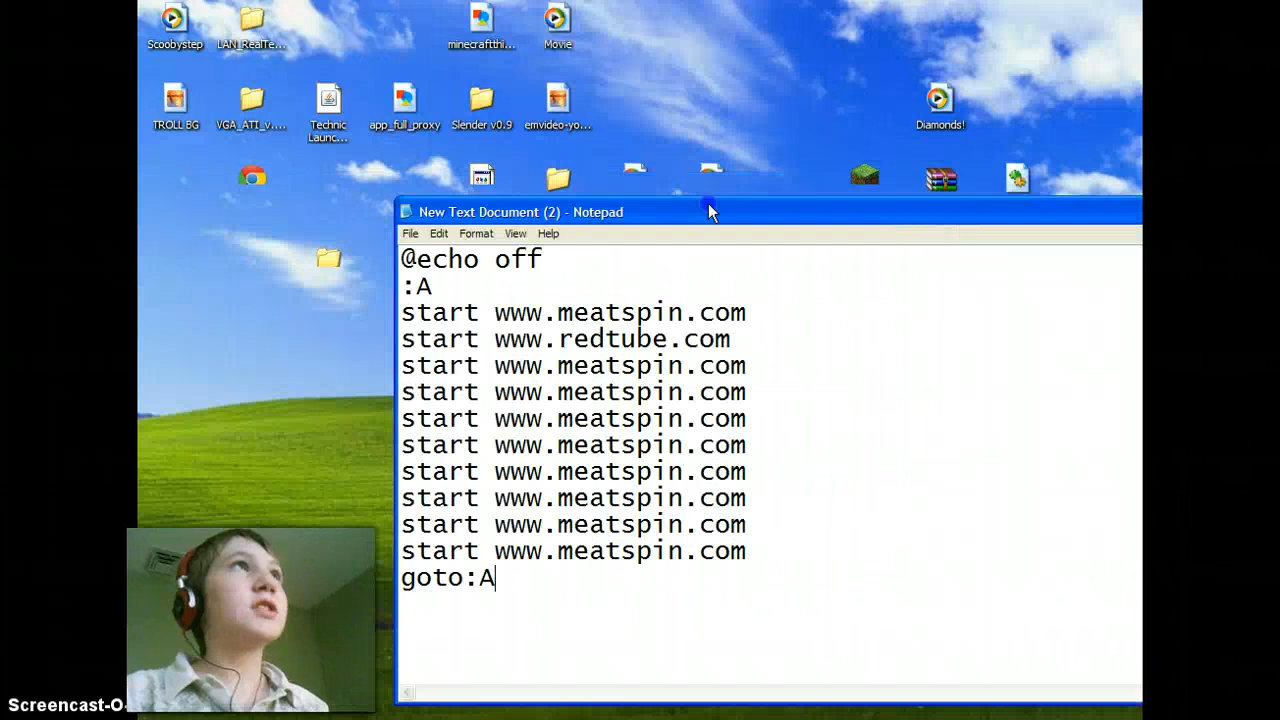 Scoobystep LAN_RealTe... minecraftthi... Movie
TROLL BG VGA_ATI_v.... Technic Launc... app_full_proxy Slender v0.9 emvideo-yo... Diamonds!
New Text Document (2) - Notepad
File Edit Format View Help
@echo off
:A
start www.meatspin.com
start www.redtube.com
start www.meatspin.com
start www.meatspin.com
start www.meatspin.com
start www.meatspin.com
start www.meatspin.com
start www.meatspin.com
start www.meatspin.com
start www.meatspin.com
goto:A
Screencast-O-